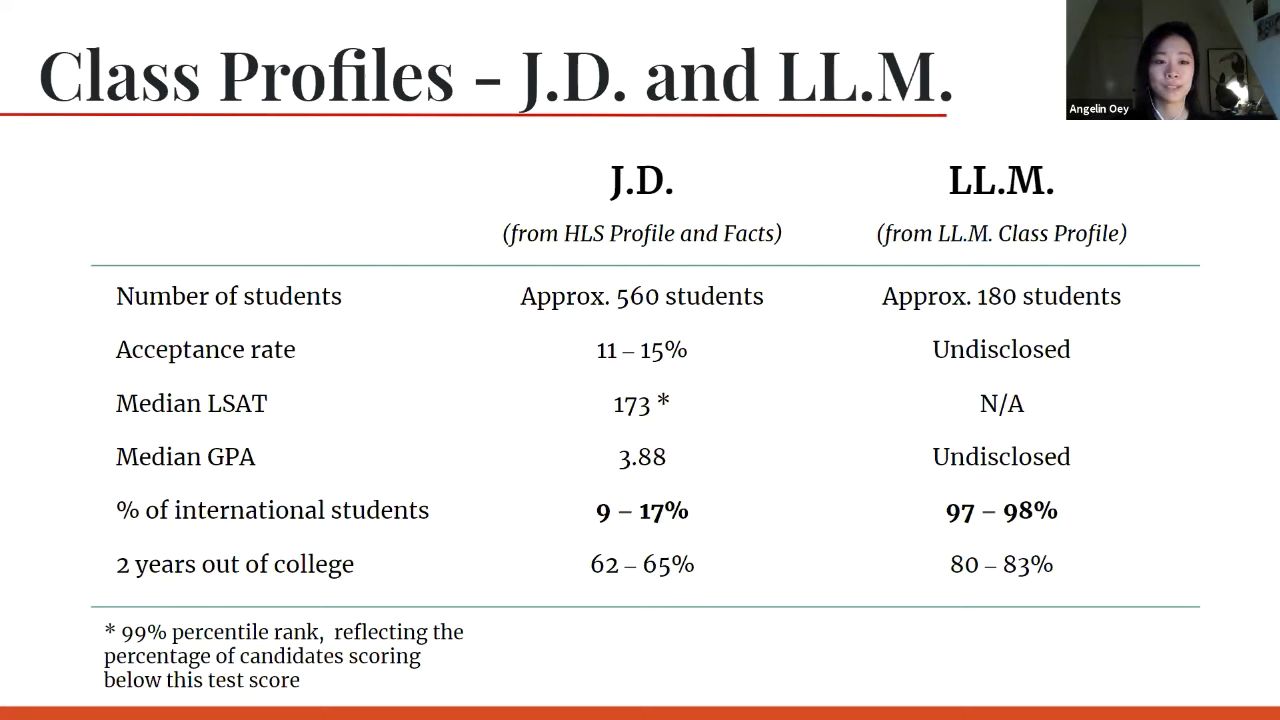 Class Profiles - J.D. and LL.M.
Angelin Oey
J.D. LL.M.
(from HLS Profile and Facts) (from LL.M. Class Profile)
Number of students Approx. 560 students Approx. 180 students
Acceptance rate 11 – 15% Undisclosed
Median LSAT 173 * N/A
Median GPA 3.88 Undisclosed
% of international students 9 – 17% 97 – 98%
2 years out of college 62 – 65% 80 – 83%
* 99% percentile rank, reflecting the
percentage of candidates scoring
below this test score